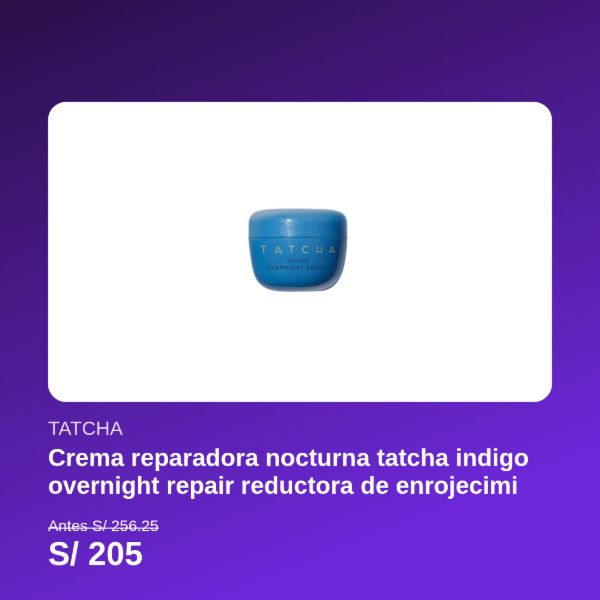 TATCHA
INDIGO
OVERNIGHT REPAIR
TATCHA
Crema reparadora nocturna tatcha indigo
overnight repair reductora de enrojecimi
Antes S/ 256.25
S/ 205